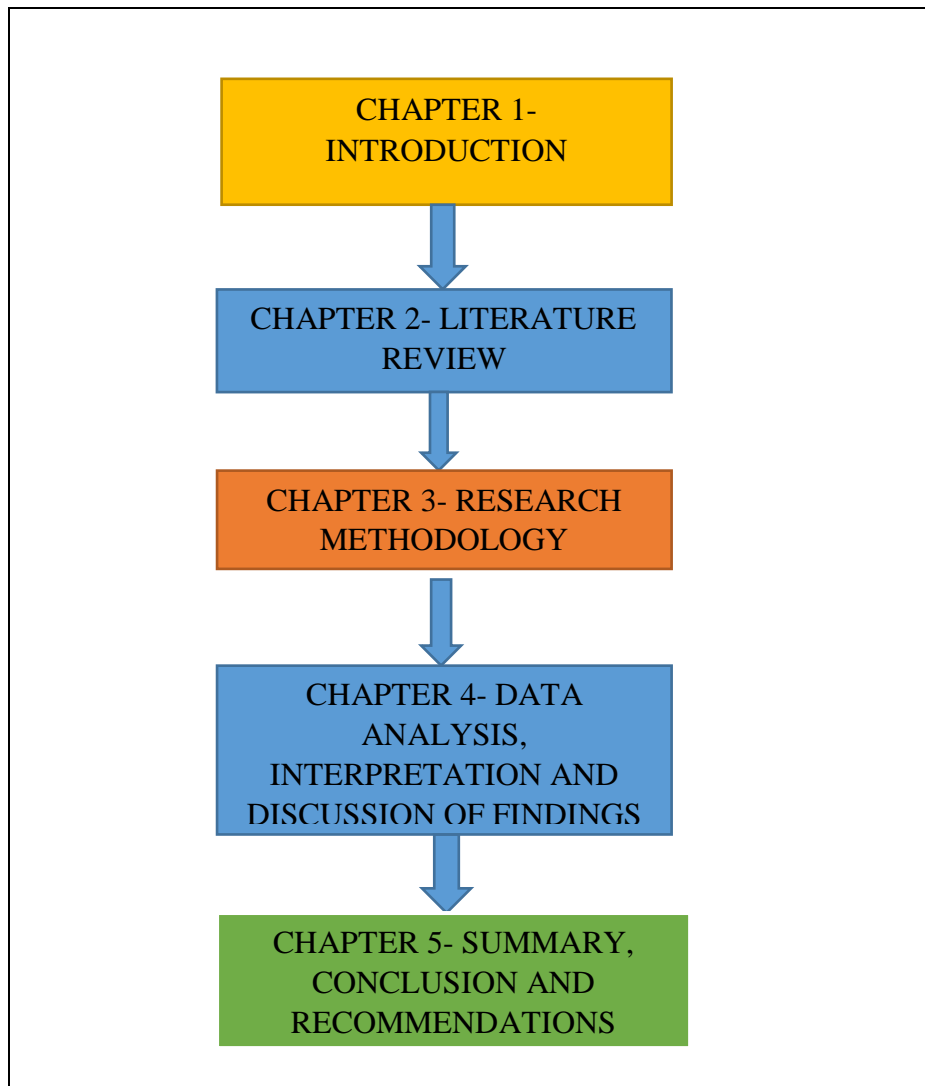 CHAPTER 1-
INTRODUCTION
CHAPTER 2- LITERATURE
REVIEW
CHAPTER 3- RESEARCH
METHODOLOGY
CHAPTER 4- DATA
ANALYSIS,
INTERPRETATION AND
DISCUSSION OF FINDINGS
CHAPTER 5- SUMMARY,
CONCLUSION AND
RECOMMENDATIONS